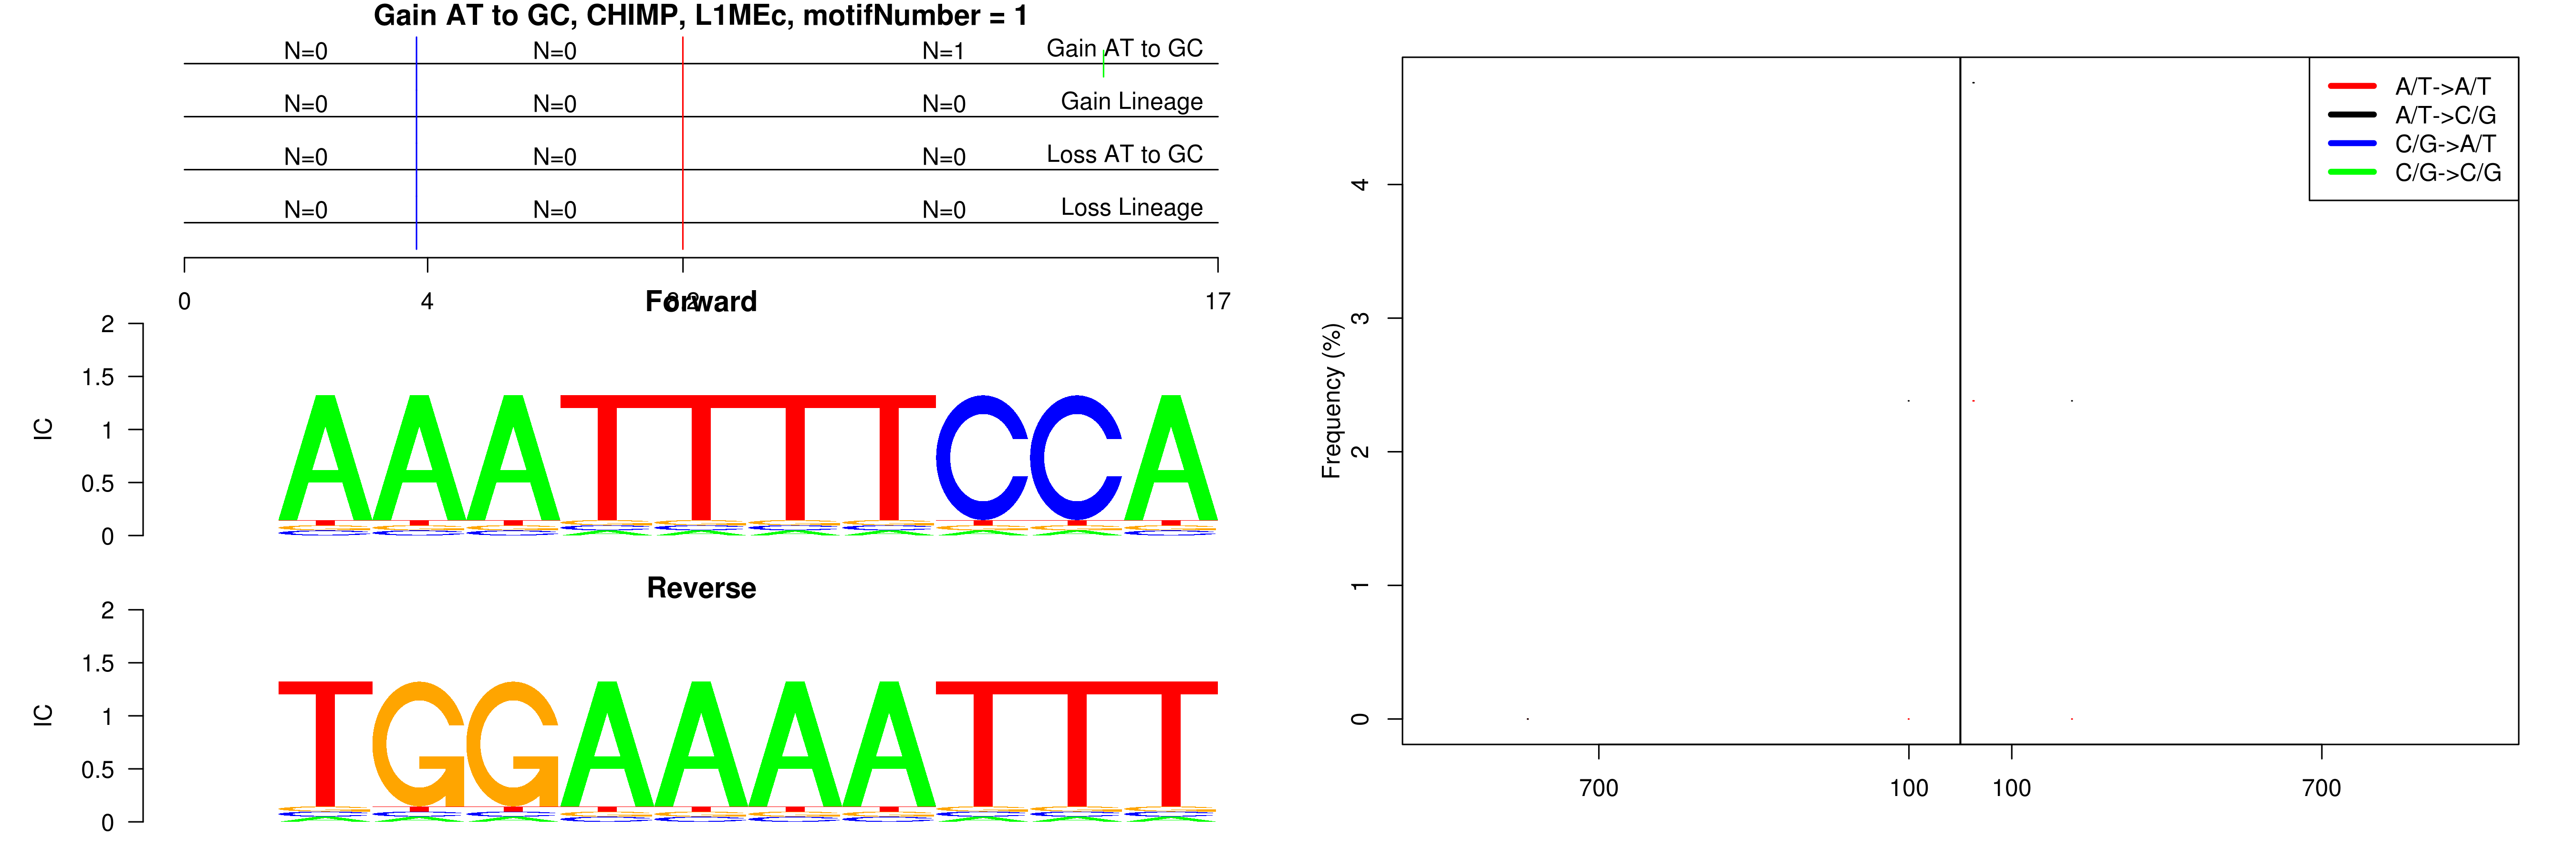 Gain AT to GC, CHIMP, L1MEc, motifNumber = 1
N=0 N=0 N=1 Gain AT to GC
N=0 N=0 N=0 Gain Lineage
N=0 N=0 N=0 Loss AT to GC
N=0 N=0 N=0 Loss Lineage
0 4 17
Forward
2
1.5
1
0.5
0
IC
AAATTTTCCA
Reverse
2
1.5
1
0.5
0
IC
TGGAAAATTT
A/T->A/T
A/T->C/G
C/G->A/T
C/G->C/G
4
3
2
1
0
Frequency (%)
700 100 100 700